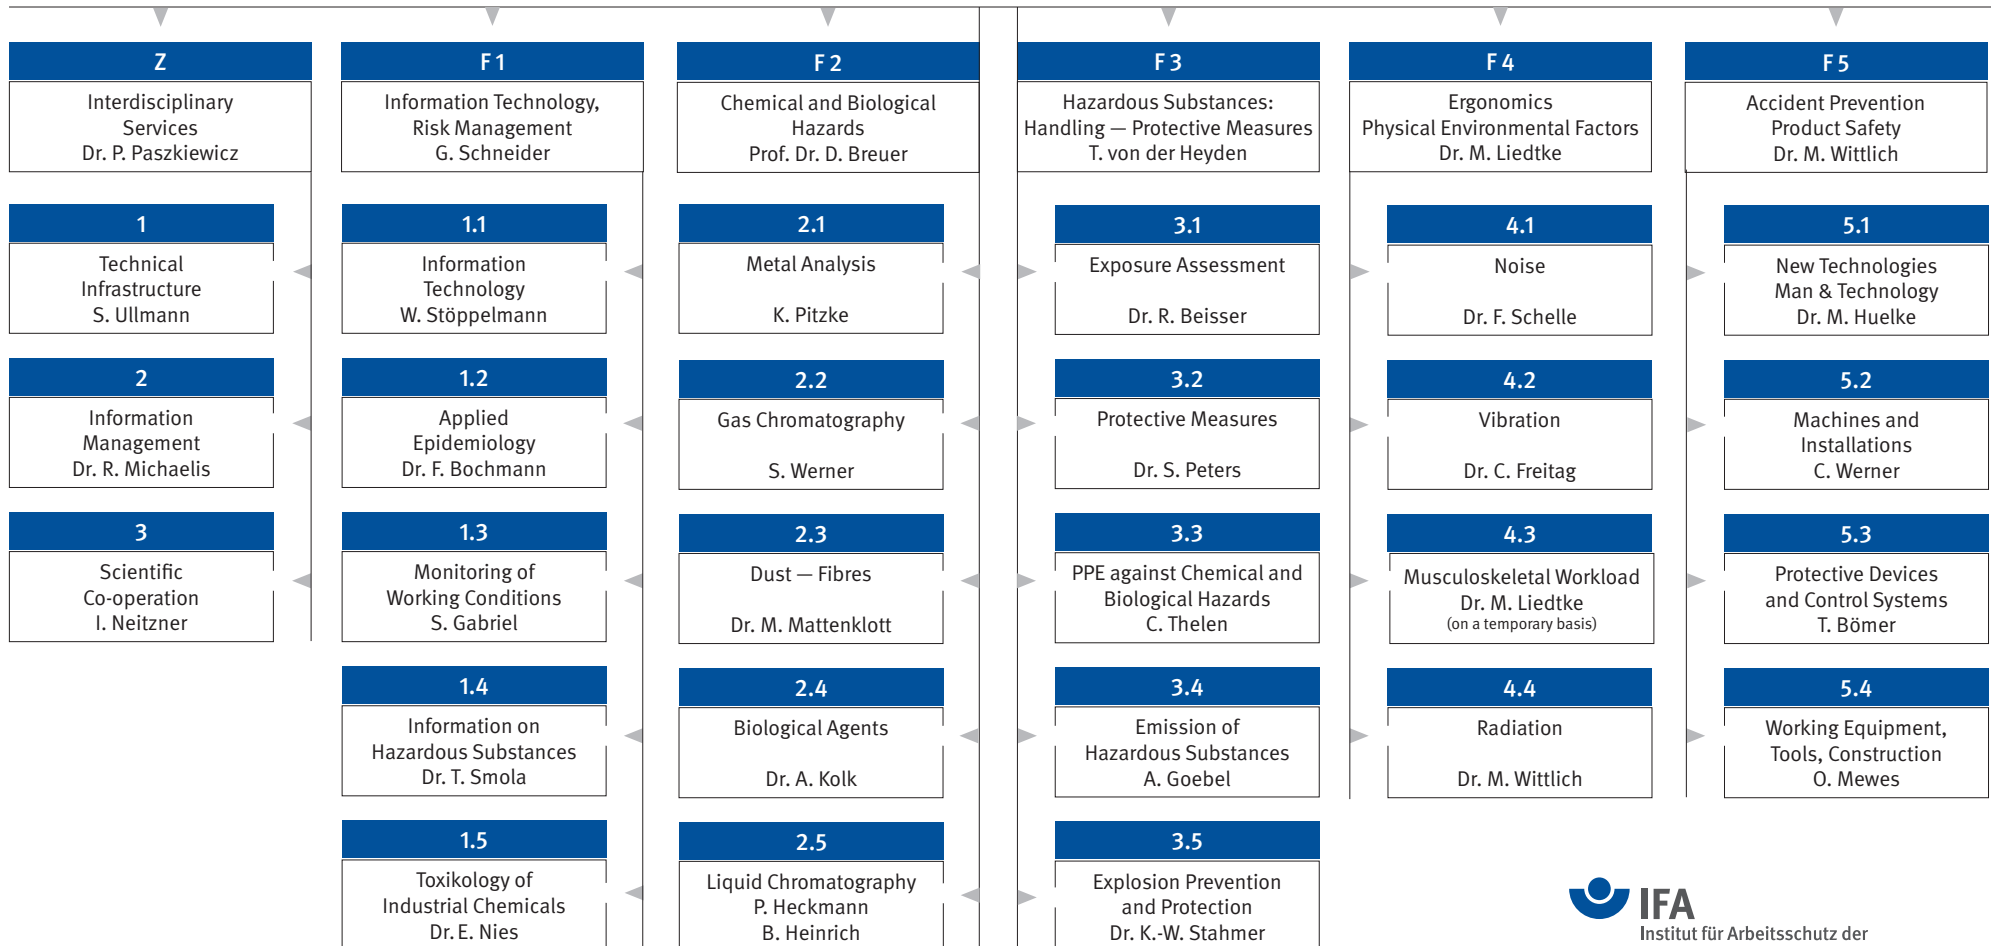 Z
Interdisciplinary
Services
Dr. P. Paszkiewicz
1
Technical
Infrastructure
S. Ullmann
2
Information
Management
Dr. R. Michaelis
3
Scientific
Co-operation
I. Neitzner
F 1
Information Technology,
Risk Management
G. Schneider
1.1
Information
Technology
W. Stöppelmann
1.2
Applied
Epidemiology
Dr. F. Bochmann
1.3
Monitoring of
Working Conditions
S. Gabriel
1.4
Information on
Hazardous Substances
Dr. T. Smola
1.5
Toxikology of
Industrial Chemicals
Dr. E. Nies
F 2
Chemical and Biological
Hazards
Prof. Dr. D. Breuer
2.1
Metal Analysis
K. Pitzke
2.2
Gas Chromatography
S. Werner
2.3
Dust — Fibres
Dr. M. Mattenklott
2.4
Biological Agents
Dr. A. Kolk
2.5
Liquid Chromatography
P. Heckmann
B. Heinrich
F 3
Hazardous Substances:
Handling — Protective Measures
T. von der Heyden
3.1
Exposure Assessment
Dr. R. Beisser
3.2
Protective Measures
Dr. S. Peters
3.3
PPE against Chemical and
Biological Hazards
C. Thelen
3.4
Emission of
Hazardous Substances
A. Goebel
3.5
Explosion Prevention
and Protection
Dr. K.-W. Stahmer
F 4
Ergonomics
Physical Environmental Factors
Dr. M. Liedtke
4.1
Noise
Dr. F. Schelle
4.2
Vibration
Dr. C. Freitag
4.3
Musculoskeletal Workload
Dr. M. Liedtke
(on a temporary basis)
4.4
Radiation
Dr. M. Wittlich
F 5
Accident Prevention
Product Safety
Dr. M. Wittlich
5.1
New Technologies
Man & Technology
Dr. M. Huelke
5.2
Machines and
Installations
C. Werner
5.3
Protective Devices
and Control Systems
T. Bömer
5.4
Working Equipment,
Tools, Construction
O. Mewes
IFA
Institut für Arbeitsschutz der